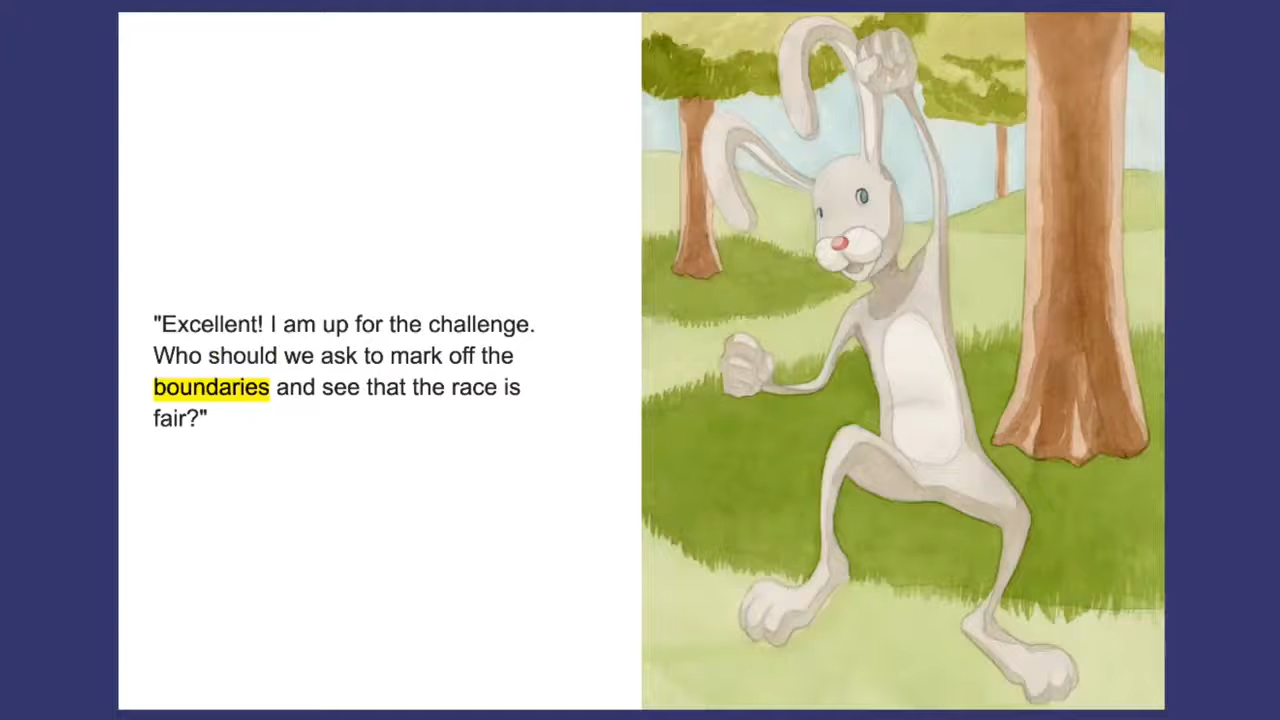 "Excellent! I am up for the challenge.
Who should we ask to mark off the
boundaries and see that the race is
fair?"